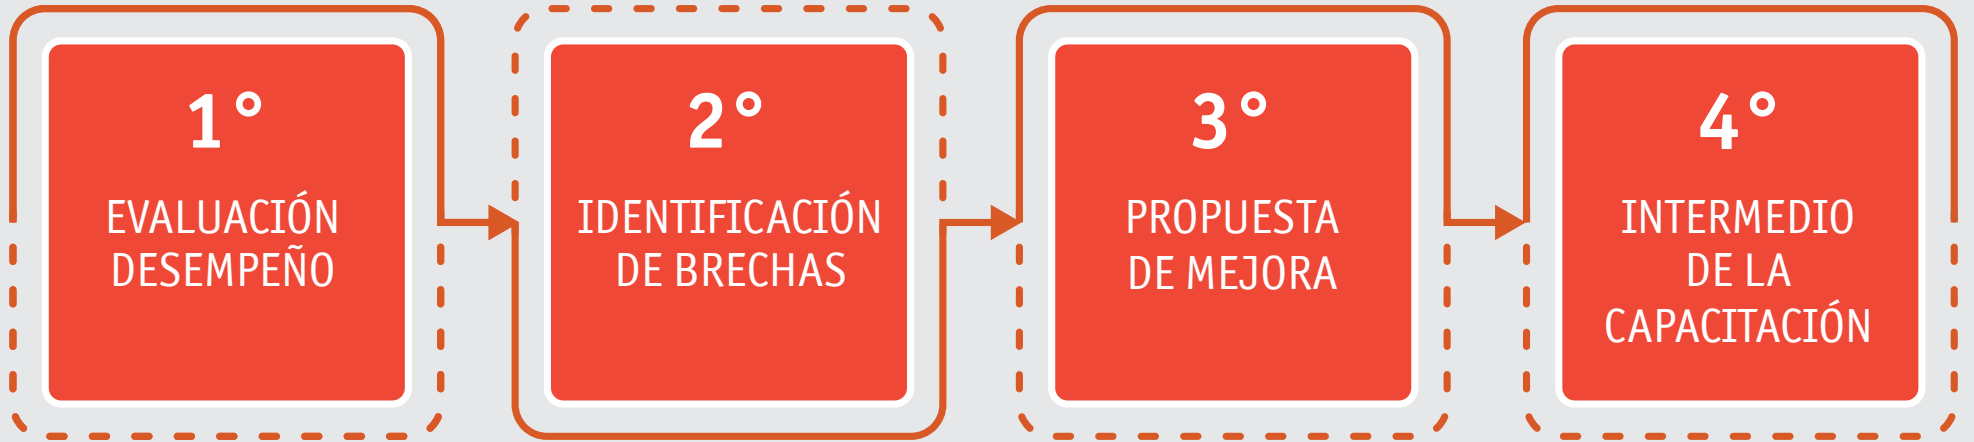 1°
EVALUACIÓN
DESEMPEÑO
2°
IDENTIFICACIÓN
DE BRECHAS
3°
PROPUESTA
DE MEJORA
4°
INTERMEDIO
DE LA
CAPACITACIÓN